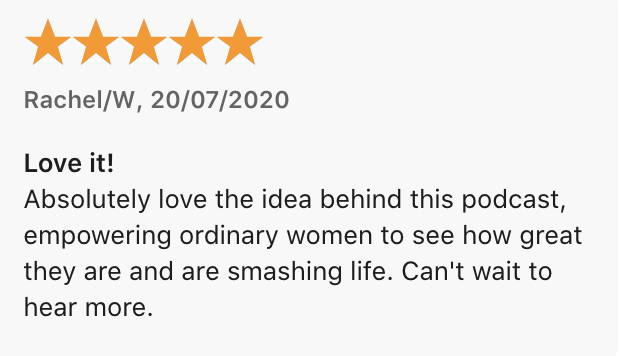 Rachel/W, 20/07/2020
Love it!
Absolutely love the idea behind this podcast,
empowering ordinary women to see how great
they are and are smashing life. Can't wait to
hear more.